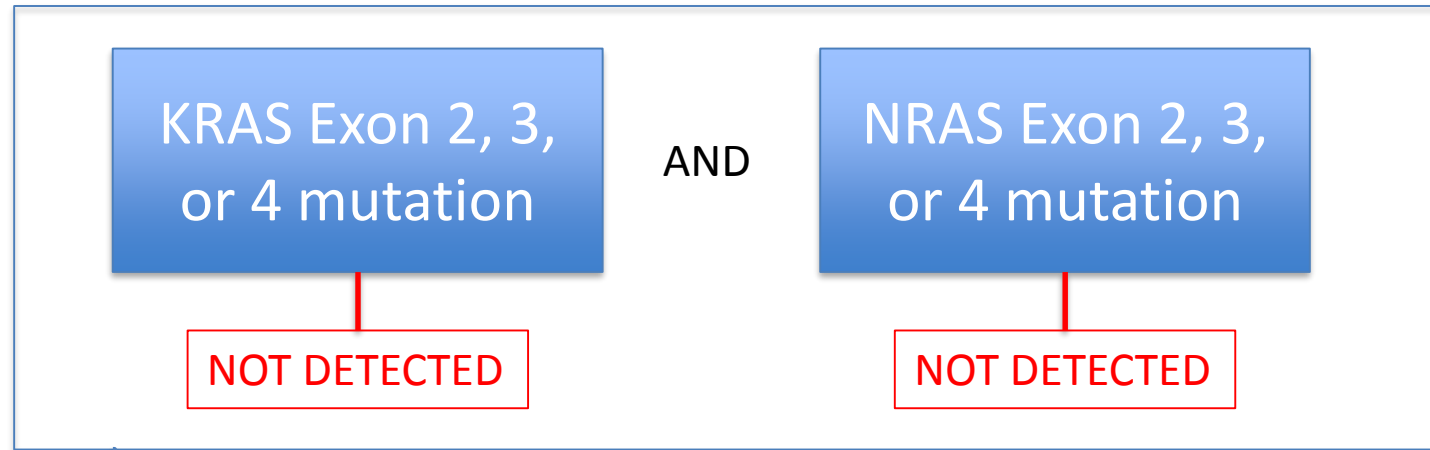 KRAS Exon 2, 3,
or 4 mutation
AND
NRAS Exon 2, 3,
or 4 mutation
NOT DETECTED
NOT DETECTED